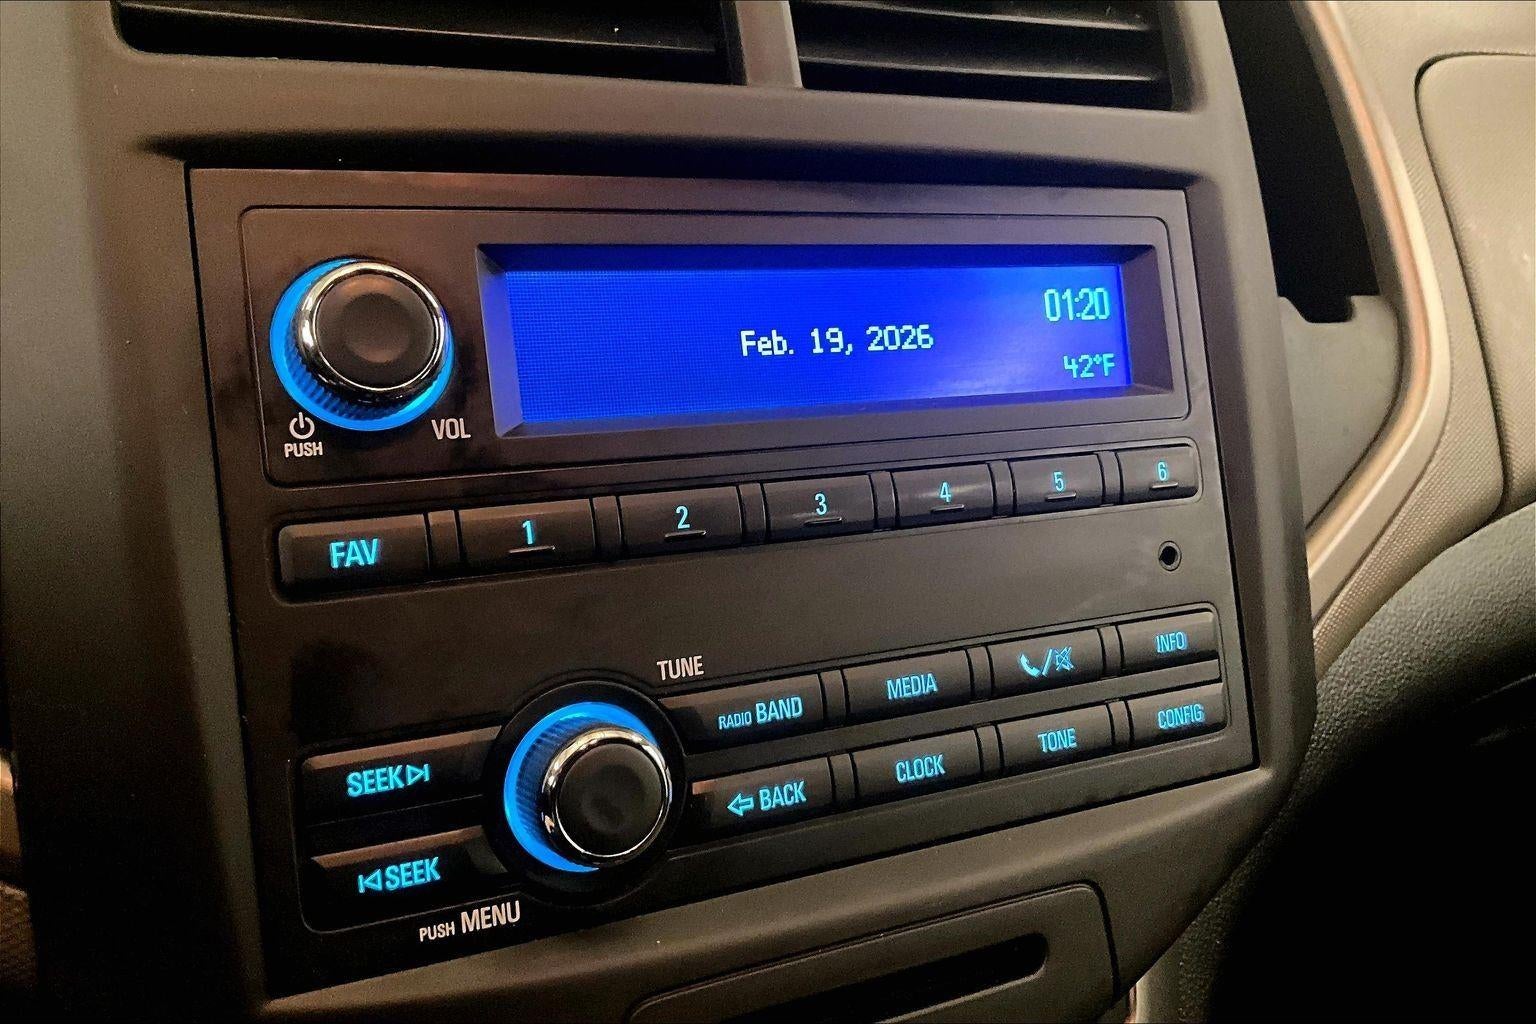 01:20
Feb. 19, 2026
42°F
PUSH VOL
FAV 1 2 3 4 5 6
TUNE
RADIO BAND MEDIA / INFO
SEEK
BACK CLOCK TONE CONFIG
SEEK
PUSH MENU